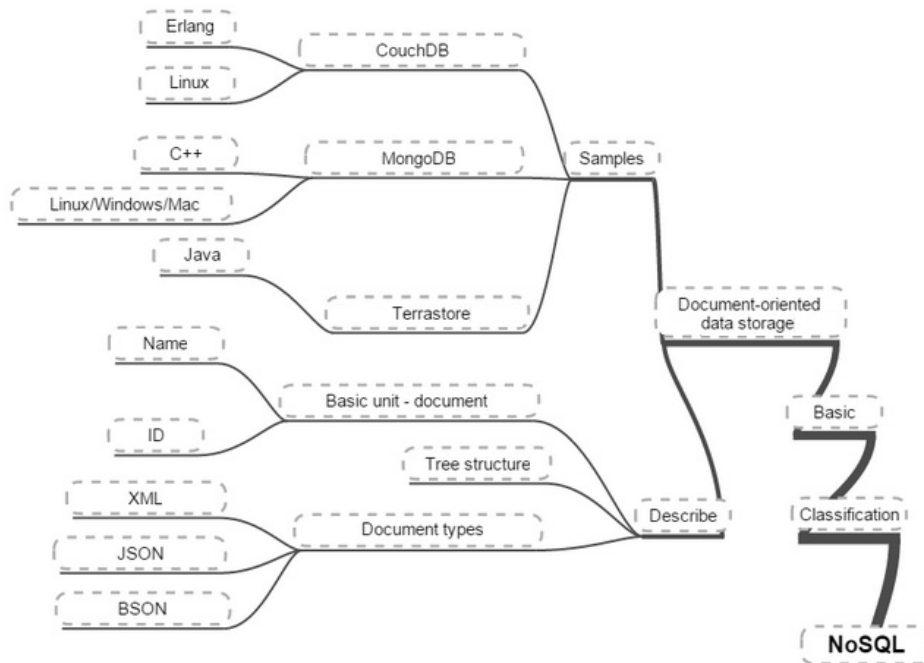 Erlang
CouchDB
Linux
C++
MongoDB
Samples
Linux/Windows/Mac
Java
Terrastore
Document-oriented
data storage
Name
Basic unit - document
Basic
ID
Tree structure
XML
Document types
Describe
Classification
JSON
BSON
NoSQL